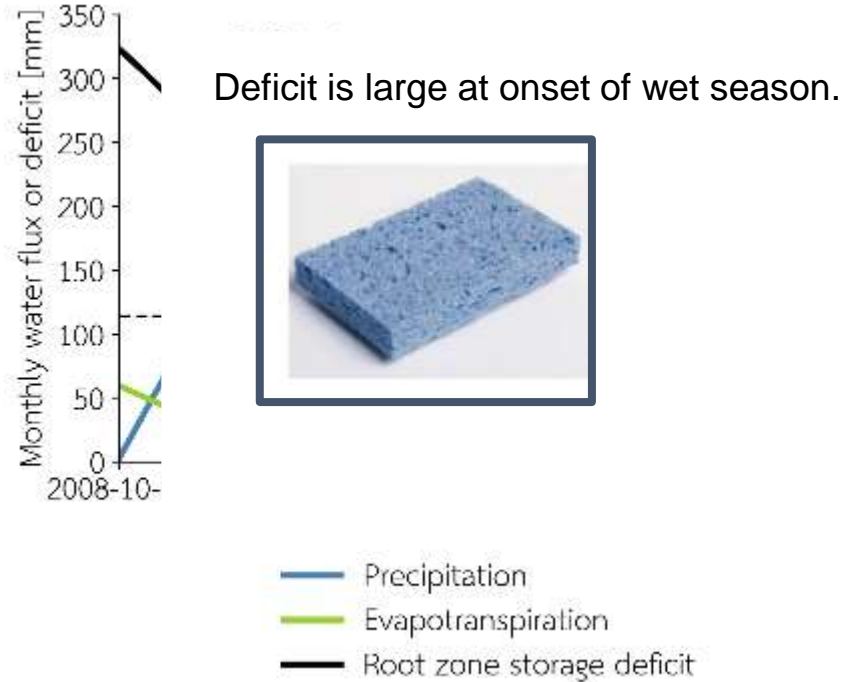 Monthly water flux or deficit [mm]
350
300
250
200
150
100
50
0
2008-10-
Deficit is large at onset of wet season.
Precipitation
Evapotranspiration
Root zone storage deficit